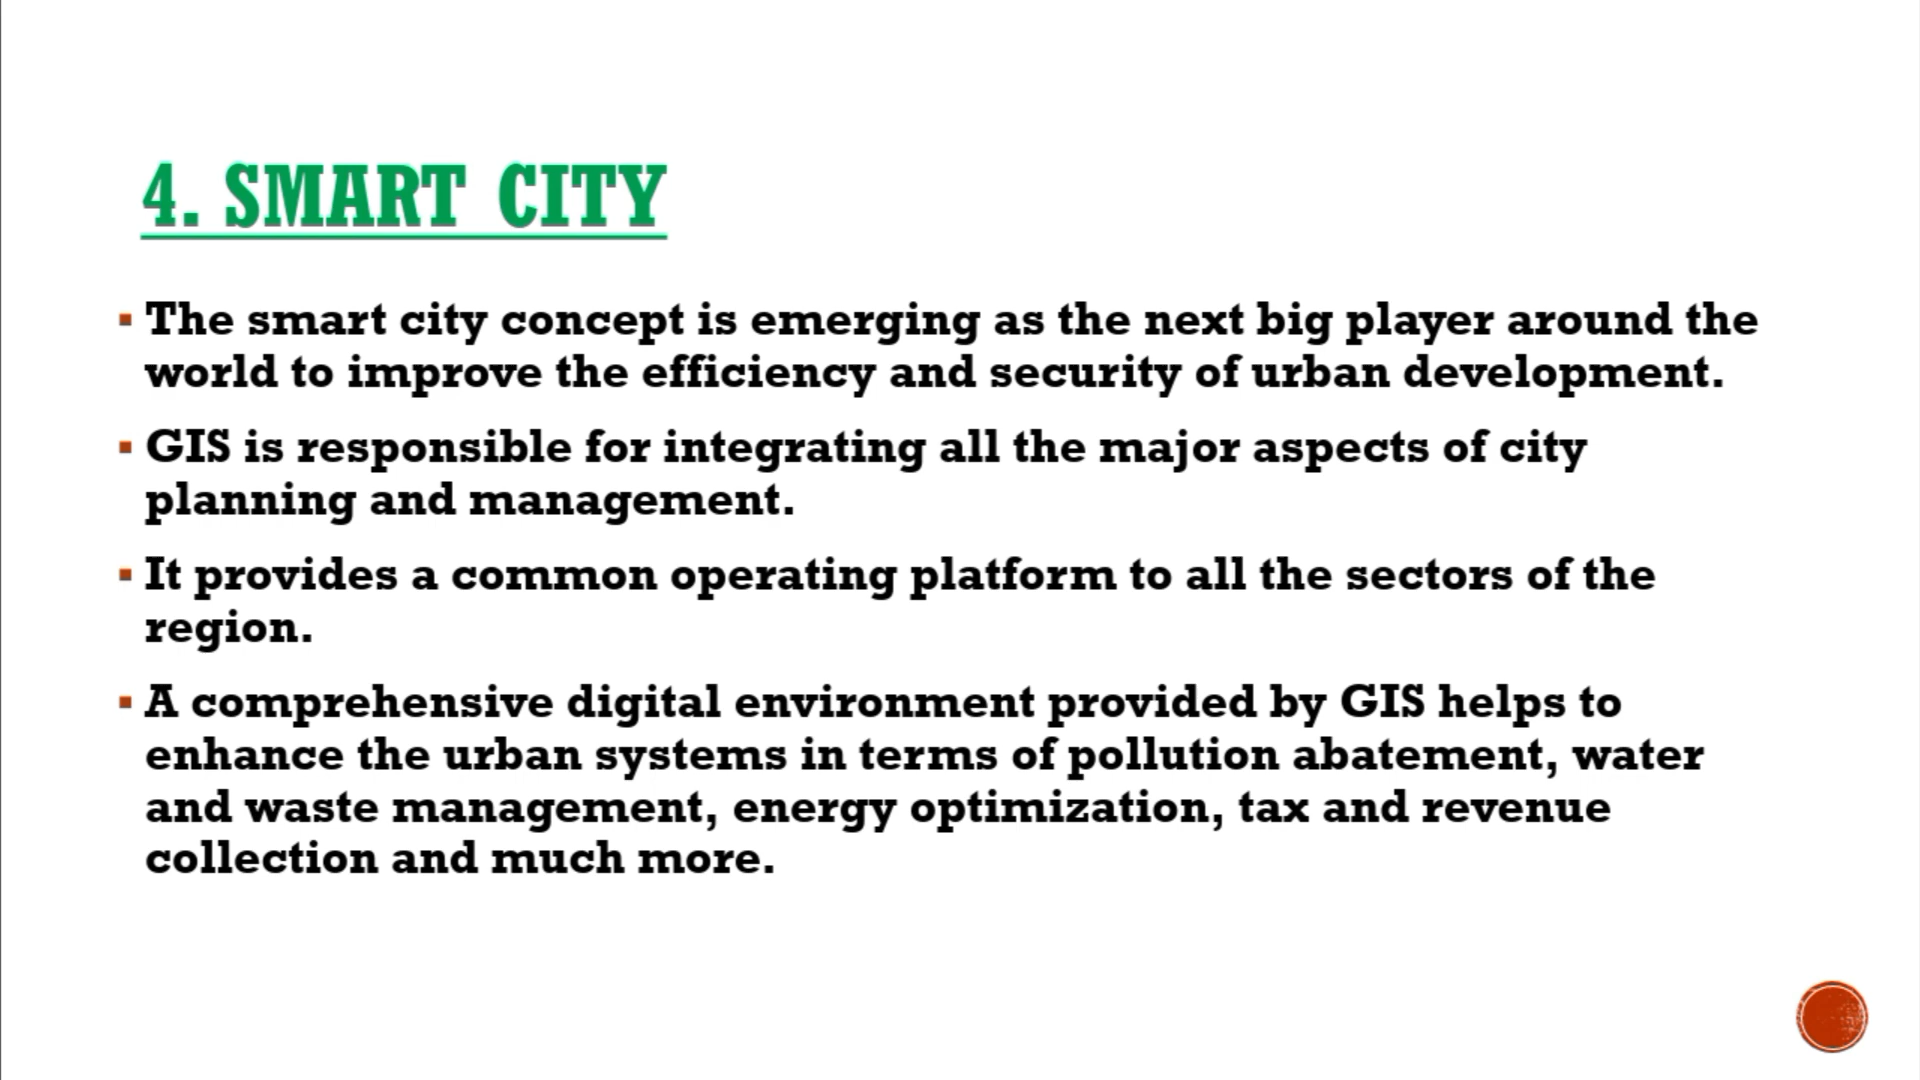 4. SMART CITY
▪ The smart city concept is emerging as the next big player around the
world to improve the efficiency and security of urban development.
▪ GIS is responsible for integrating all the major aspects of city
planning and management.
▪ It provides a common operating platform to all the sectors of the
region.
▪ A comprehensive digital environment provided by GIS helps to
enhance the urban systems in terms of pollution abatement, water
and waste management, energy optimization, tax and revenue
collection and much more.